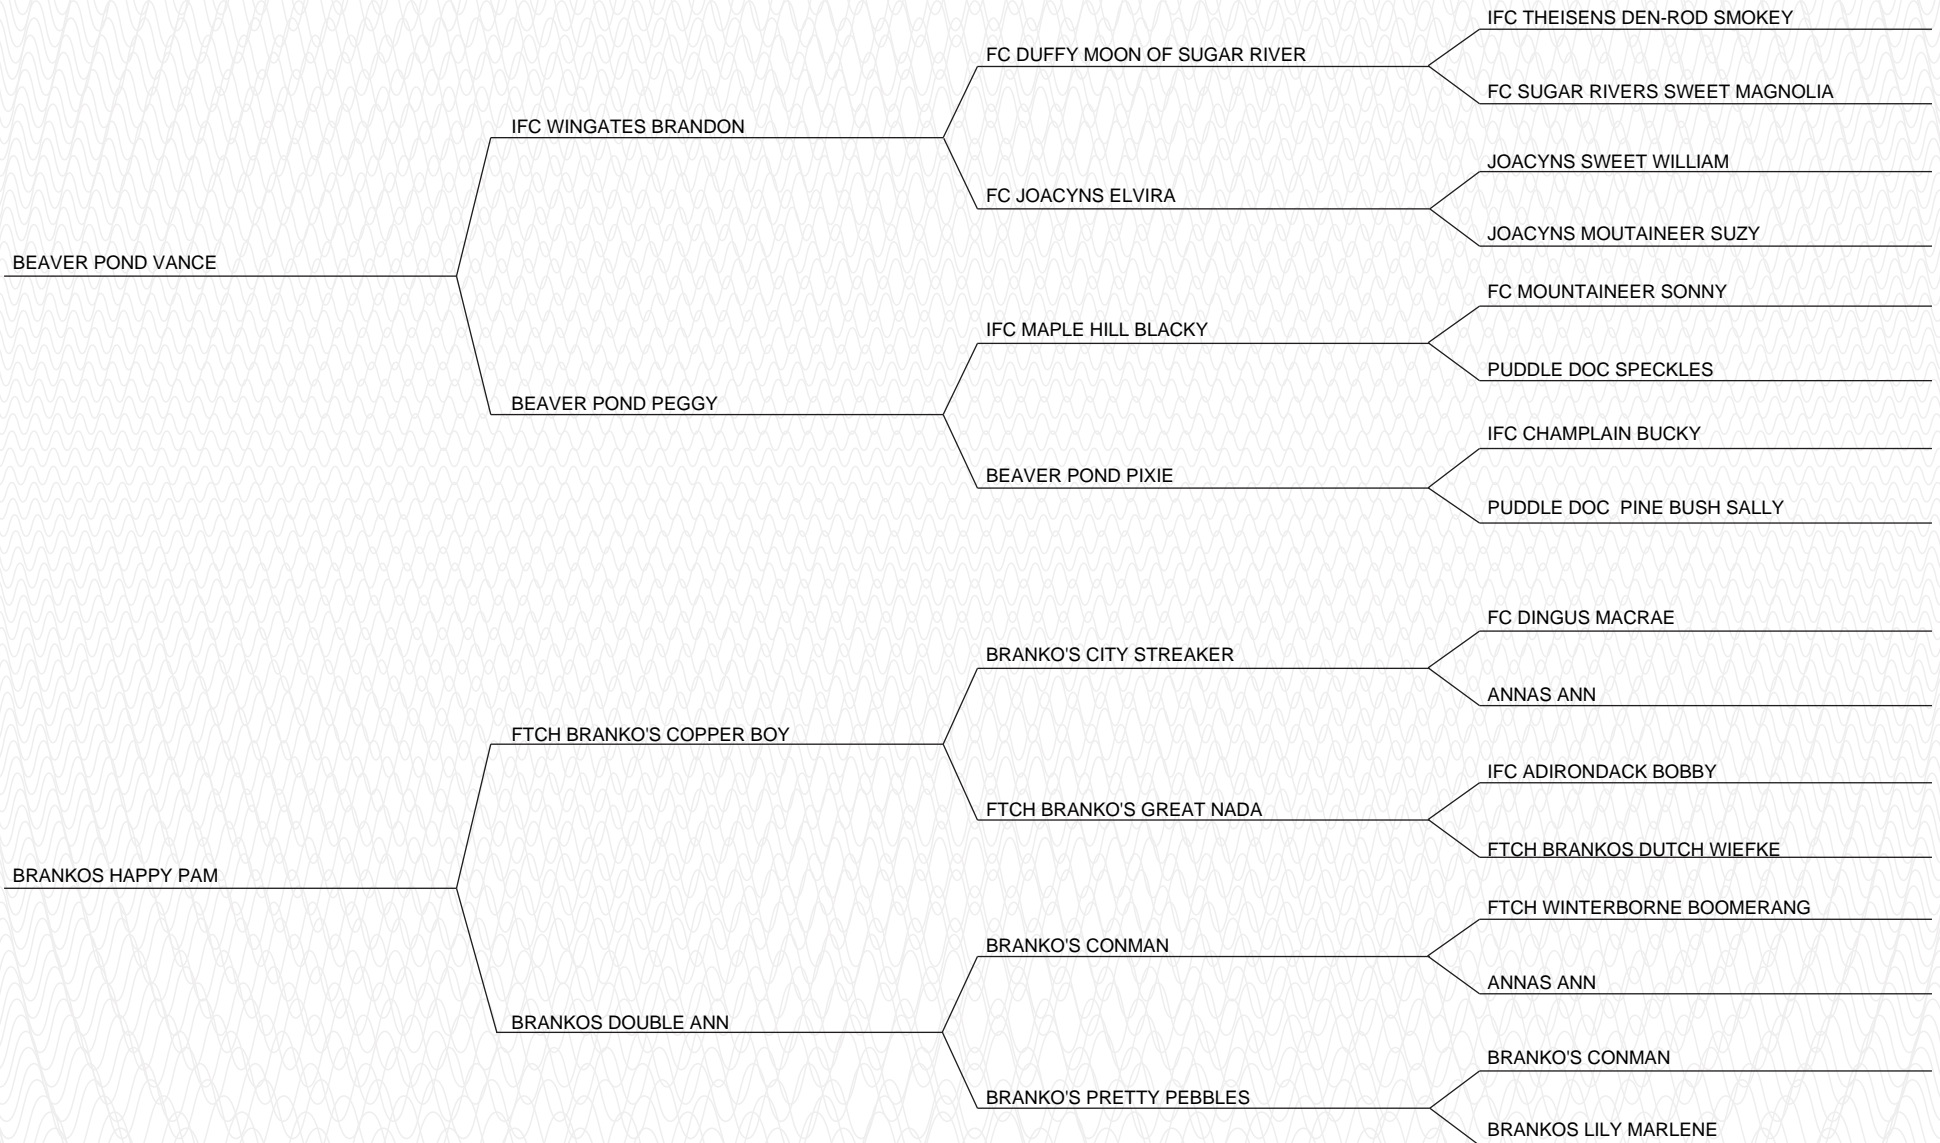 IFC THEISENS DEN-ROD SMOKEY
FC DUFFY MOON OF SUGAR RIVER
FC SUGAR RIVERS SWEET MAGNOLIA
IFC WINGATES BRANDON
JOACYNS SWEET WILLIAM
FC JOACYNS ELVIRA
JOACYNS MOUTAINEER SUZY
BEAVER POND VANCE
FC MOUNTAINEER SONNY
IFC MAPLE HILL BLACKY
PUDDLE DOC SPECKLES
BEAVER POND PEGGY
IFC CHAMPLAIN BUCKY
BEAVER POND PIXIE
PUDDLE DOC  PINE BUSH SALLY
FC DINGUS MACRAE
BRANKO'S CITY STREAKER
ANNAS ANN
FTCH BRANKO'S COPPER BOY
IFC ADIRONDACK BOBBY
FTCH BRANKO'S GREAT NADA
FTCH BRANKOS DUTCH WIEFKE
BRANKOS HAPPY PAM
FTCH WINTERBORNE BOOMERANG
BRANKO'S CONMAN
ANNAS ANN
BRANKOS DOUBLE ANN
BRANKO'S CONMAN
BRANKO'S PRETTY PEBBLES
BRANKOS LILY MARLENE